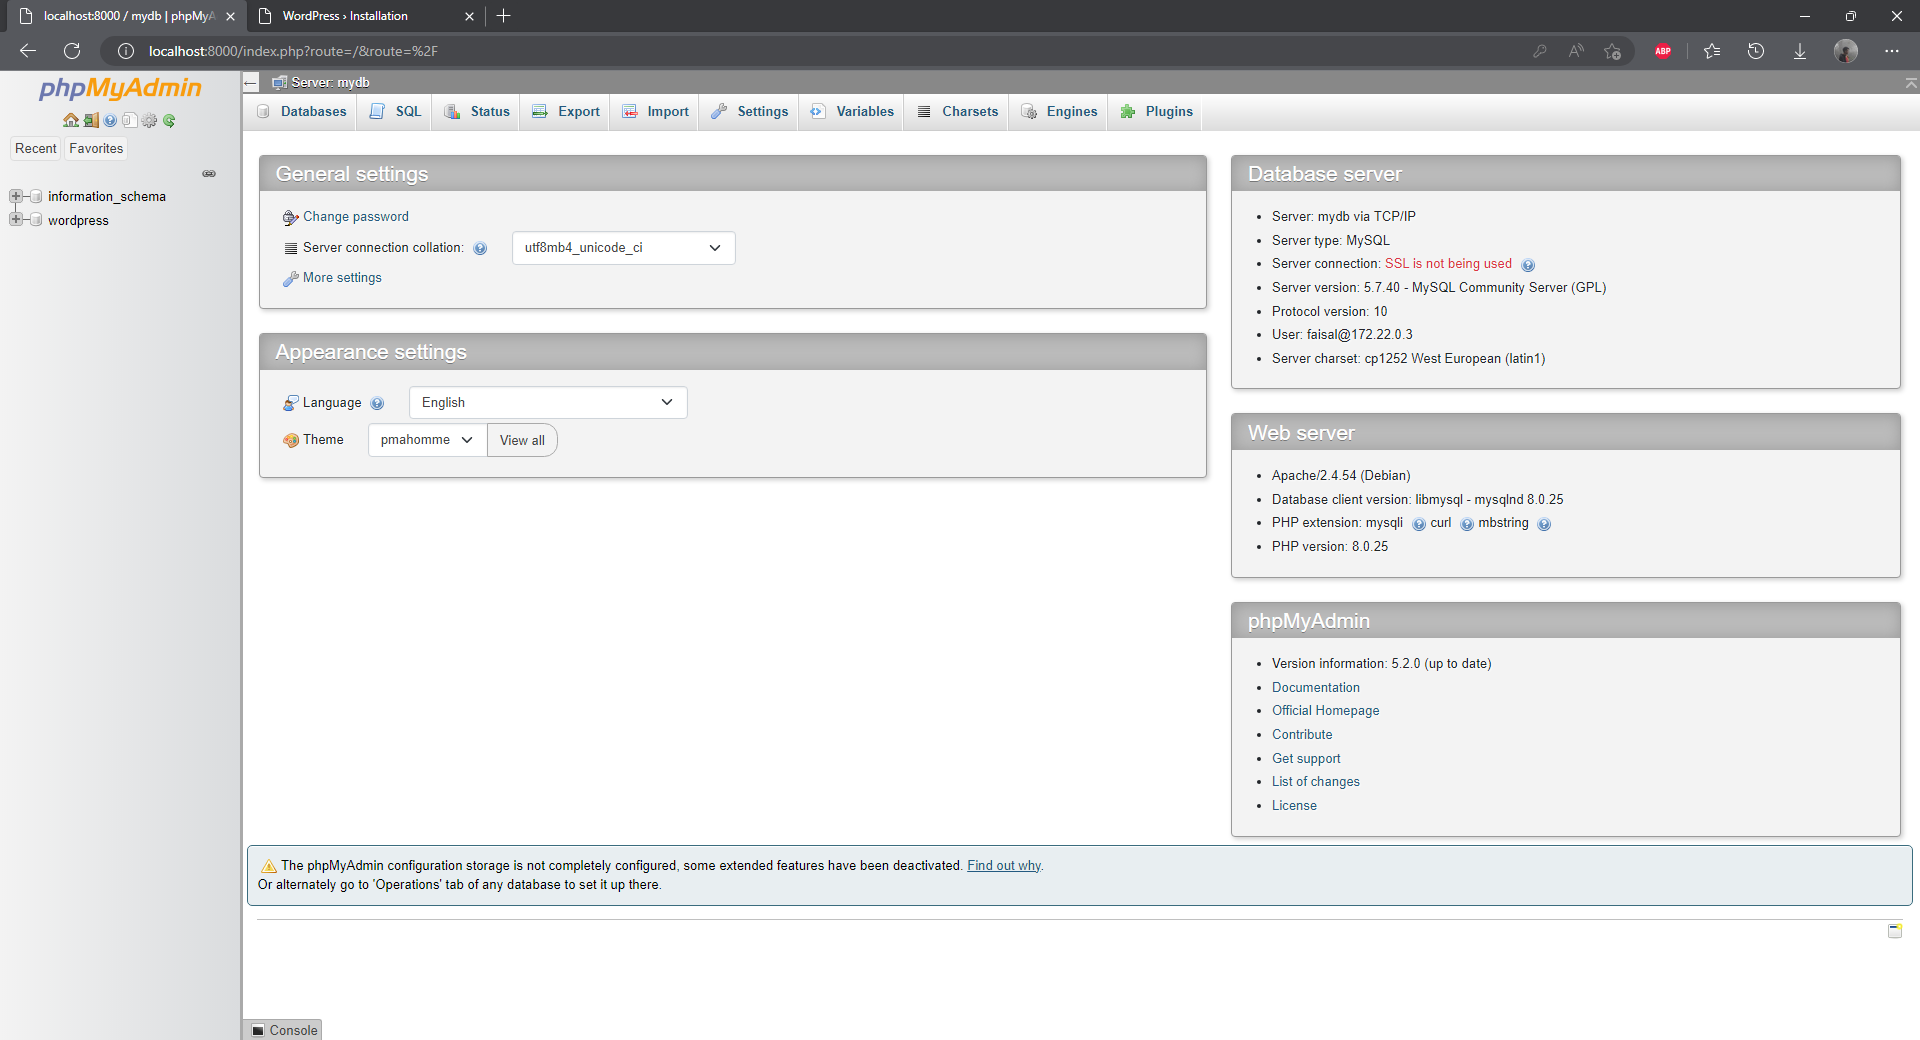 localhost:8000 / mydb | phpMyA
WordPress › Installation
localhost:8000/index.php?route=/&route=%2F
ABP
phpMyAdmin
Recent
Favorites
information_schema
wordpress
Server: mydb
Databases
SQL
Status
Export
Import
Settings
Variables
Charsets
Engines
Plugins
General settings
Change password
Server connection collation:
utf8mb4_unicode_ci
More settings
Appearance settings
Language
English
Theme
pmahomme
View all
Database server
Server: mydb via TCP/IP
Server type: MySQL
Server connection: SSL is not being used
Server version: 5.7.40 - MySQL Community Server (GPL)
Protocol version: 10
User: faisal@172.22.0.3
Server charset: cp1252 West European (latin1)
Web server
Apache/2.4.54 (Debian)
Database client version: libmysql - mysqlnd 8.0.25
PHP extension: mysqli curl mbstring
PHP version: 8.0.25
phpMyAdmin
Version information: 5.2.0 (up to date)
Documentation
Official Homepage
Contribute
Get support
List of changes
License
The phpMyAdmin configuration storage is not completely configured, some extended features have been deactivated. Find out why.
Or alternately go to 'Operations' tab of any database to set it up there.
Console